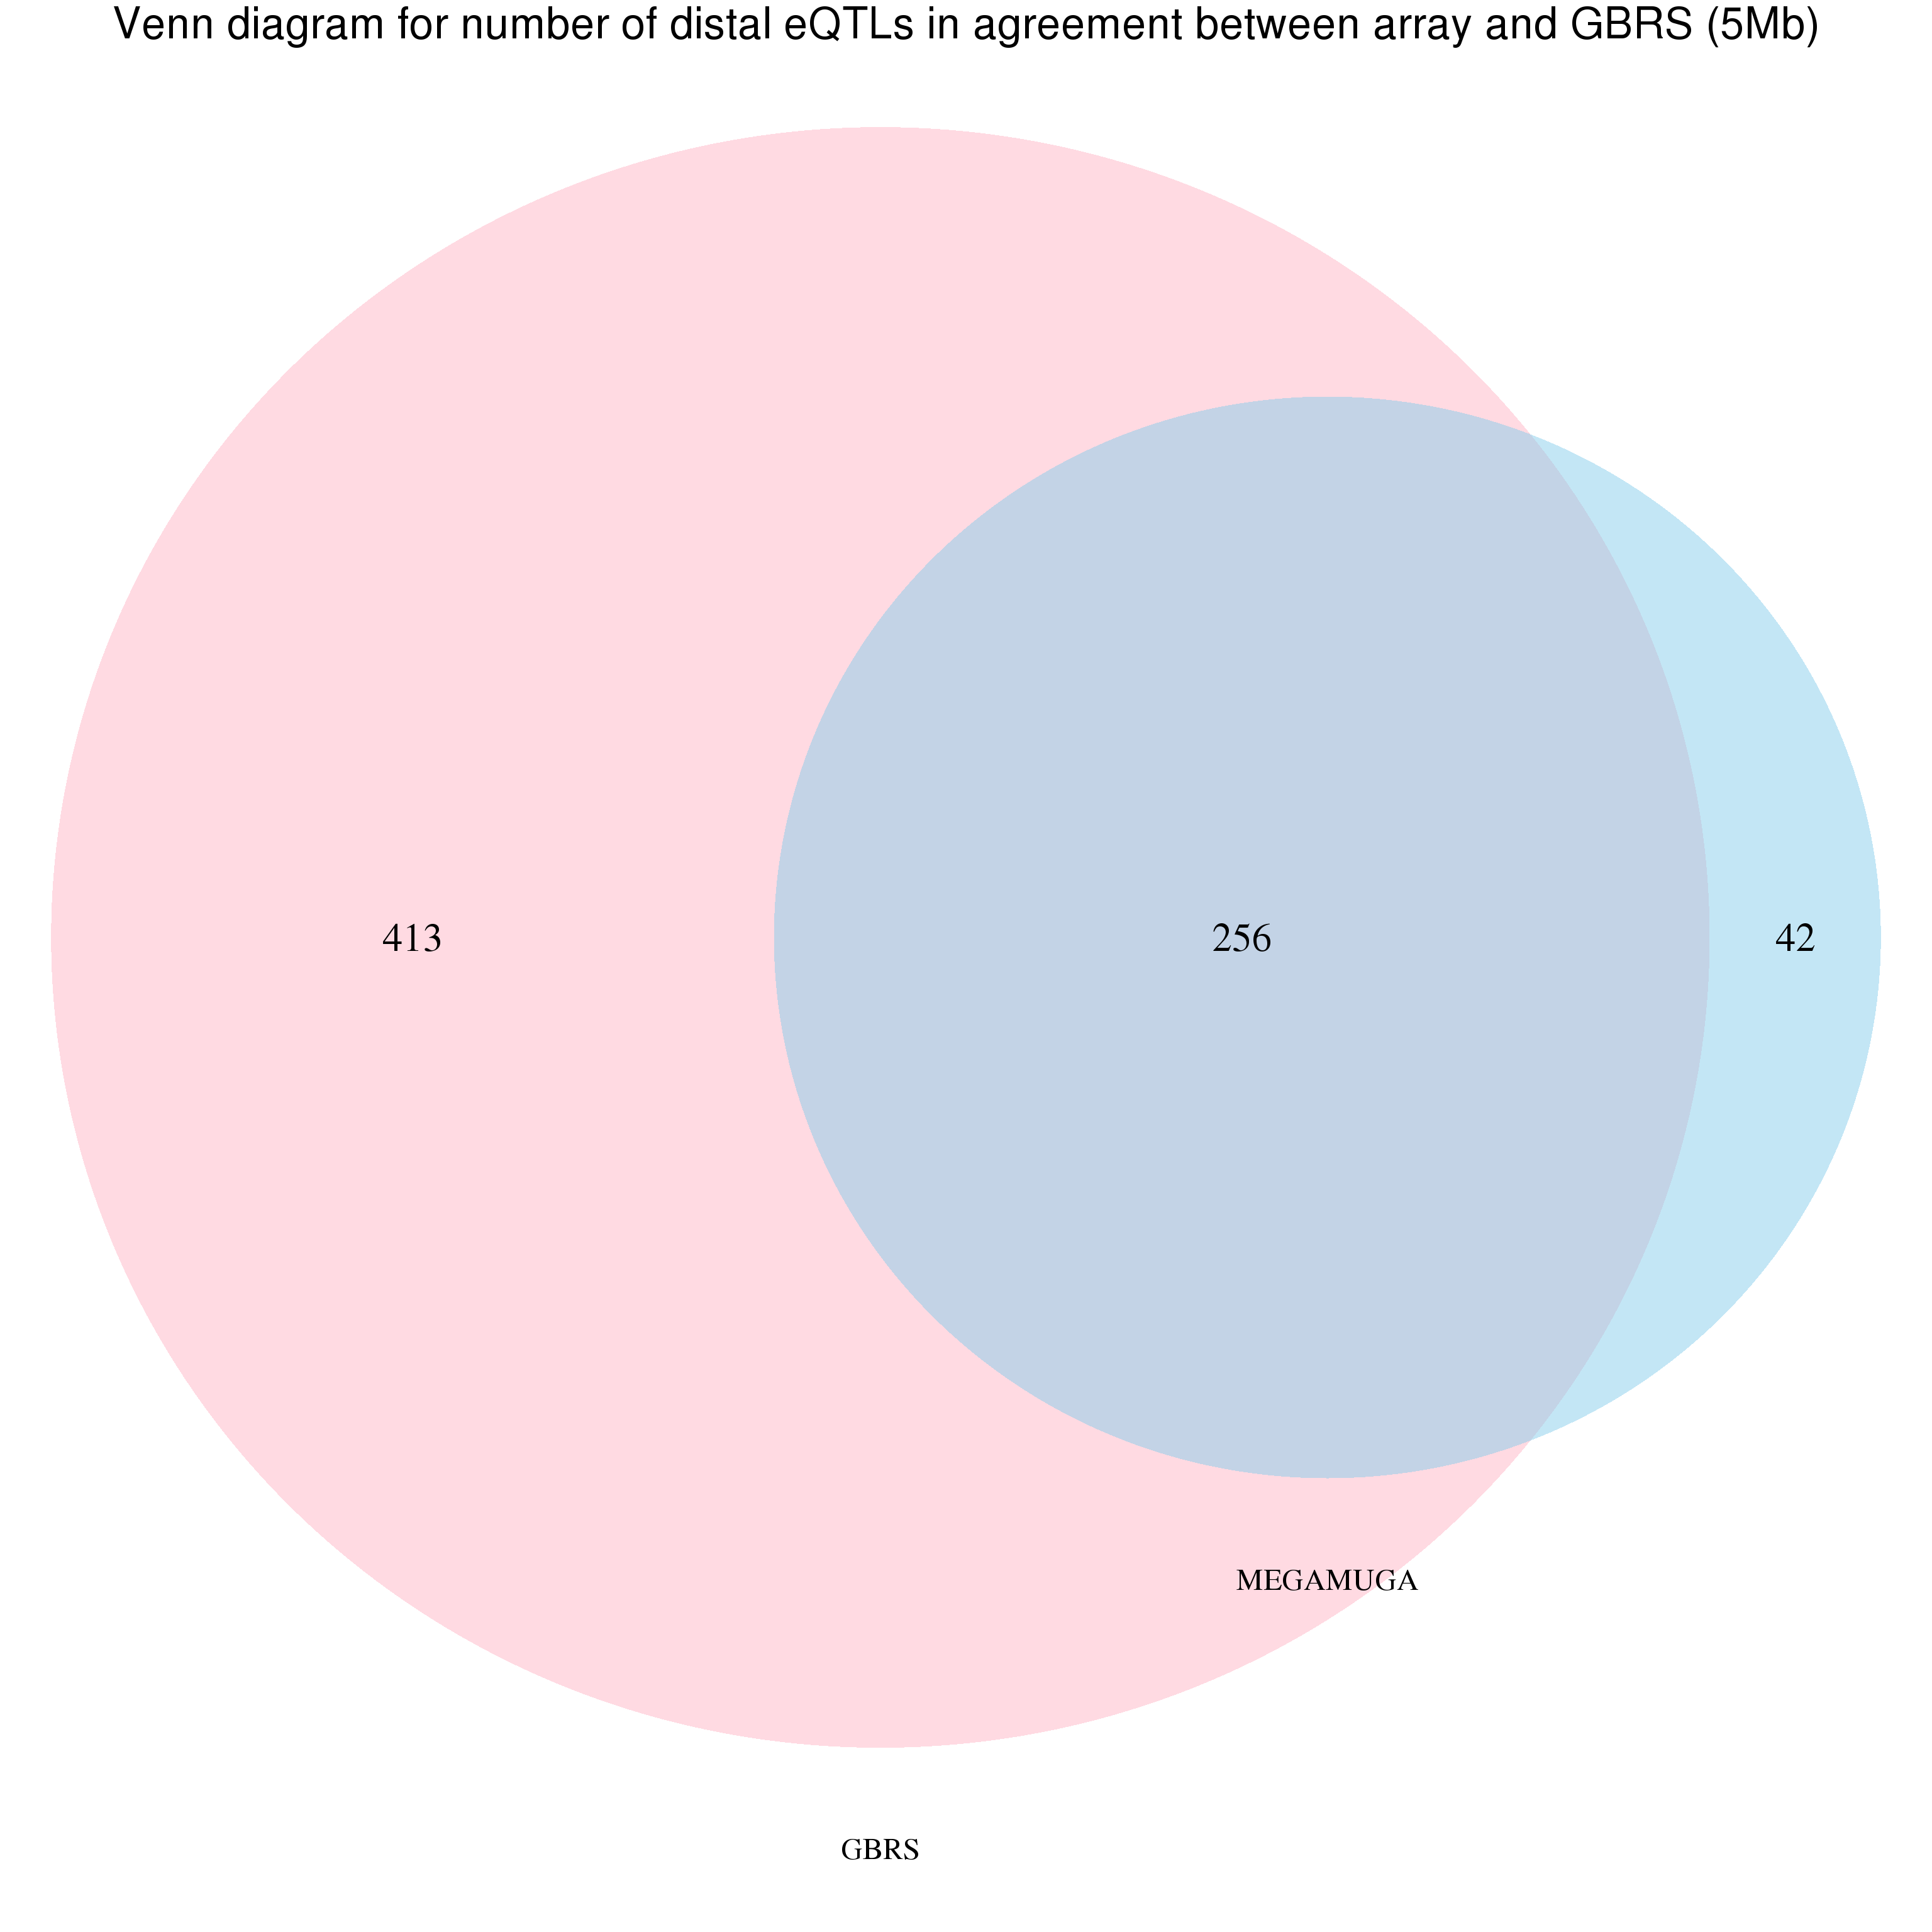 Venn diagram for number of distal eQTLs in agreement between array and GBRS (5Mb)
413
256
42
MEGAMUGA
GBRS